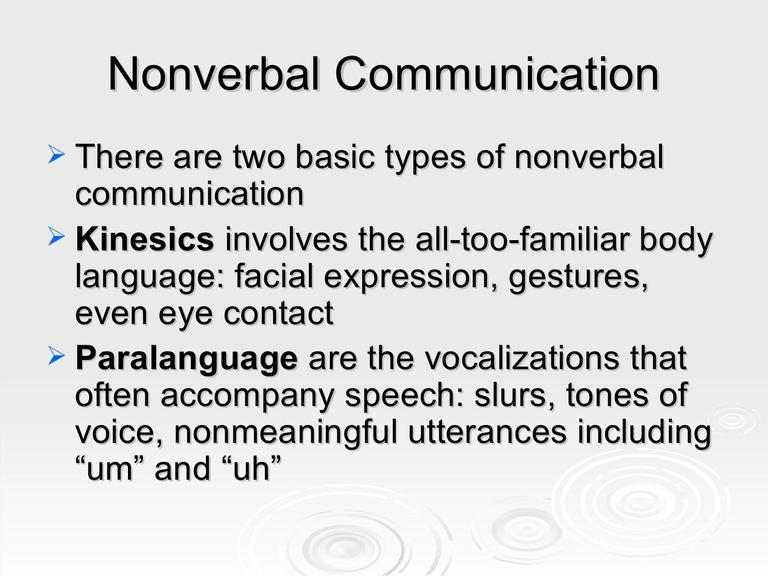 Nonverbal Communication
There are two basic types of nonverbal
communication
Kinesics involves the all-too-familiar body
language: facial expression, gestures,
even eye contact
Paralanguage are the vocalizations that
often accompany speech: slurs, tones of
voice, nonmeaningful utterances including
“um” and “uh”